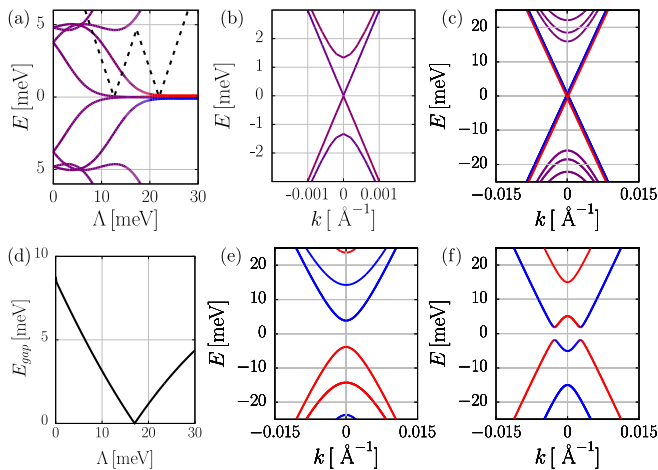 (a)
5
0
5
E [meV]
0 10 20 30
Λ [meV]
(b)
2
1
0
-1
-2
E [meV]
-0.001 0 0.001
k [ Å⁻¹]
(c)
20
10
0
−10
−20
E [meV]
−0.015 0 0.015
k [ Å⁻¹]
(d)
10
5
0
E_gap [meV]
0 10 20 30
Λ [meV]
(e)
20
10
0
−10
−20
E [meV]
−0.015 0 0.015
k [ Å⁻¹]
(f)
20
10
0
−10
−20
E [meV]
−0.015 0 0.015
k [ Å⁻¹]